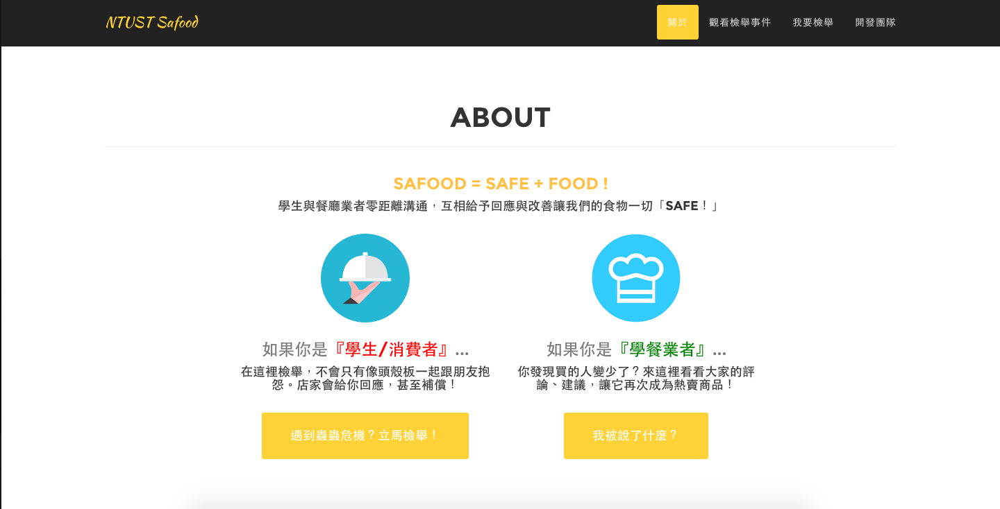 NTUST Safood
關於
觀看檢舉事件
我要檢舉
開發團隊
ABOUT
SAFOOD = SAFE + FOOD !
學生與餐廳業者零距離溝通，互相給予回應與改善讓我們的食物一切「SAFE！」
如果你是『學生/消費者』...
在這裡檢舉，不會只有像頭殼板一起跟朋友抱
怨。店家會給你回應，甚至補償！
遇到蟲蟲危機？立馬檢舉！
如果你是『學餐業者』...
你發現買的人變少了？來這裡看看大家的評
論、建議，讓它再次成為熱賣商品！
我被說了什麼？